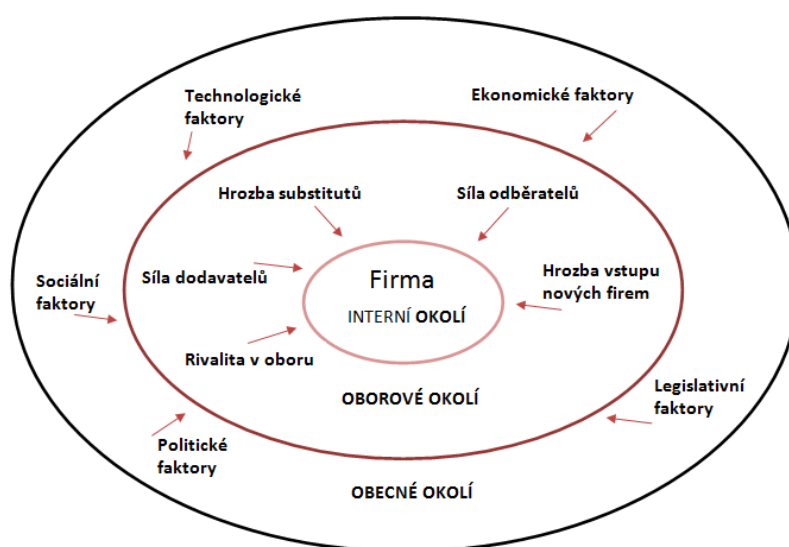 Technologické
faktory
Ekonomické faktory
Hrozba substitutů
Síla odběratelů
Sociální
faktory
Síla dodavatelů
Firma
INTERNÍ OKOLÍ
Hrozba vstupu
nových firem
Rivalita v oboru
OBOROVÉ OKOLÍ
Legislativní
faktory
Politické
faktory
OBECNÉ OKOLÍ